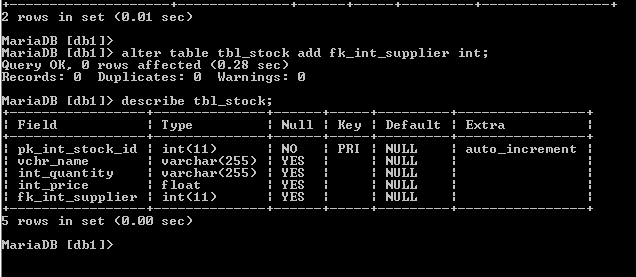 +----------------+--------------+------+-----+---------+----------------+
2 rows in set (0.01 sec)
MariaDB [db1]>
MariaDB [db1]> alter table tbl_stock add fk_int_supplier int;
Query OK, 0 rows affected (0.28 sec)
Records: 0  Duplicates: 0  Warnings: 0
MariaDB [db1]> describe tbl_stock;
+-----------------+--------------+------+-----+---------+----------------+
| Field           | Type         | Null | Key | Default | Extra          |
+-----------------+--------------+------+-----+---------+----------------+
| pk_int_stock_id | int(11)      | NO   | PRI | NULL    | auto_increment |
| vchr_name       | varchar(255) | YES  |     | NULL    |                |
| int_quantity    | varchar(255) | YES  |     | NULL    |                |
| int_price       | float        | YES  |     | NULL    |                |
| fk_int_supplier | int(11)      | YES  |     | NULL    |                |
+-----------------+--------------+------+-----+---------+----------------+
5 rows in set (0.00 sec)
MariaDB [db1]>